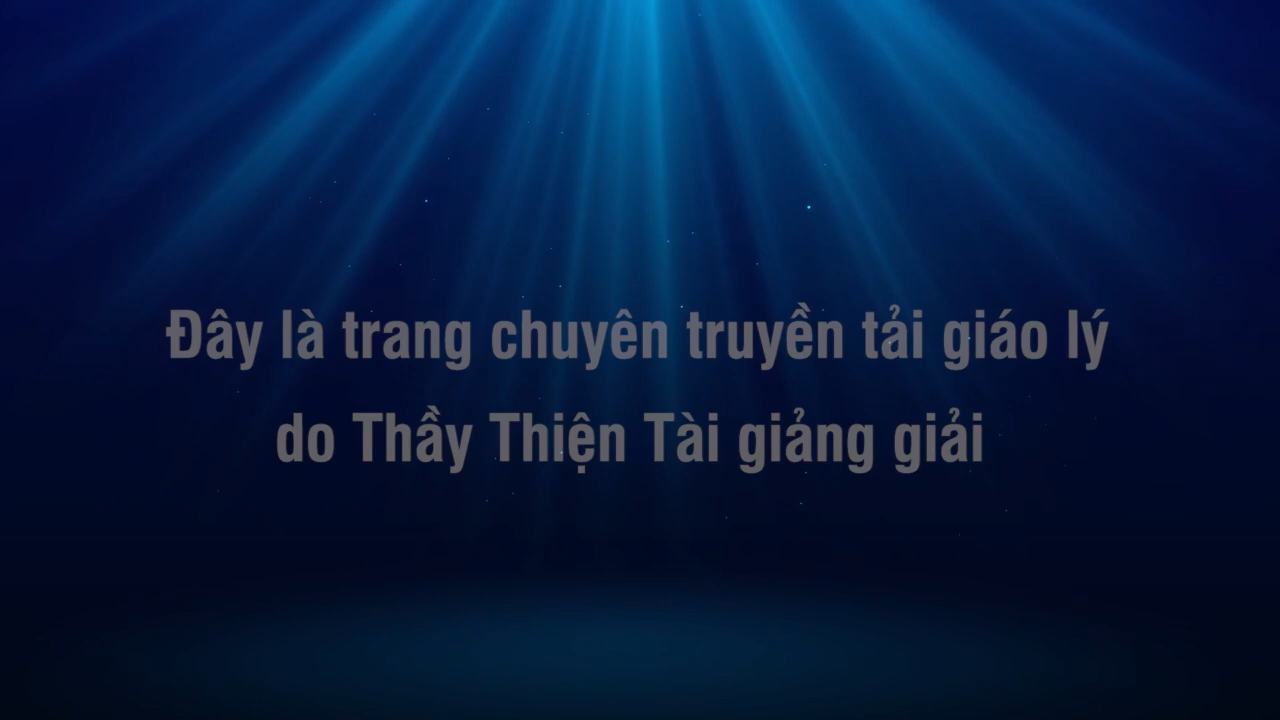 Đây là trang chuyên truyền tải giáo lý
do Thầy Thiện Tài giảng giải